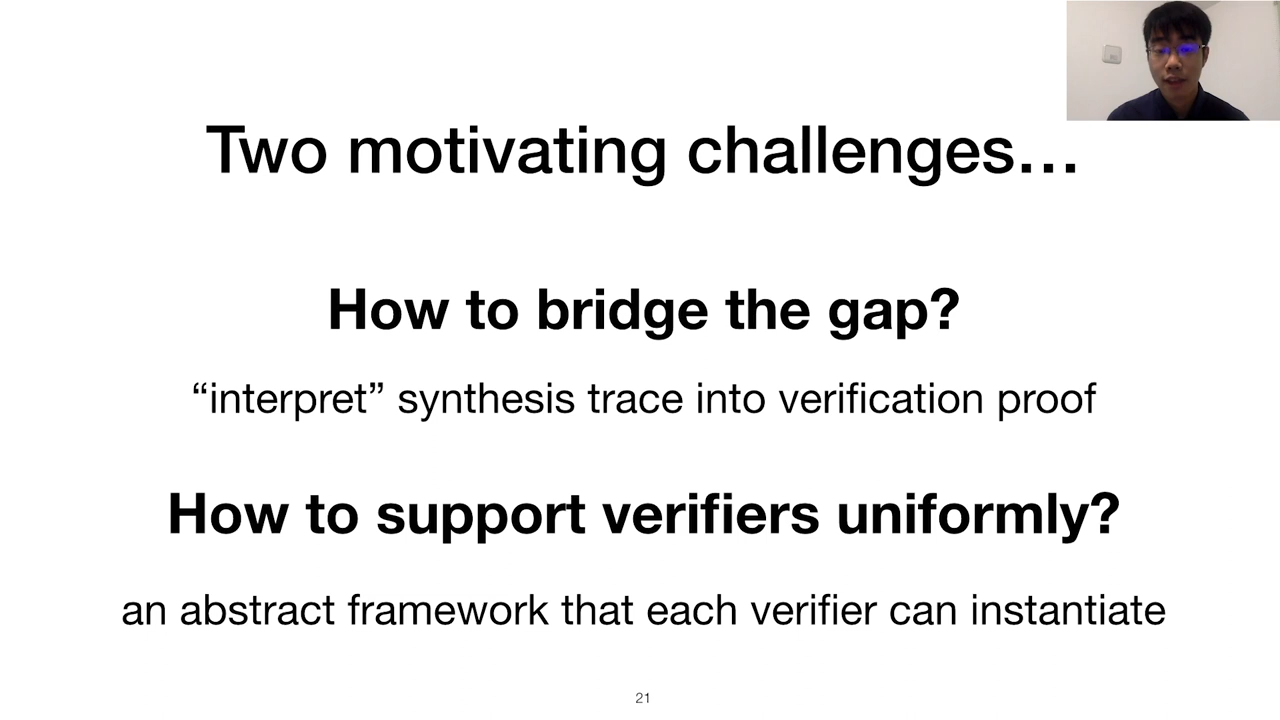 Two motivating challenges…
How to bridge the gap?
“interpret” synthesis trace into verification proof
How to support verifiers uniformly?
an abstract framework that each verifier can instantiate
21